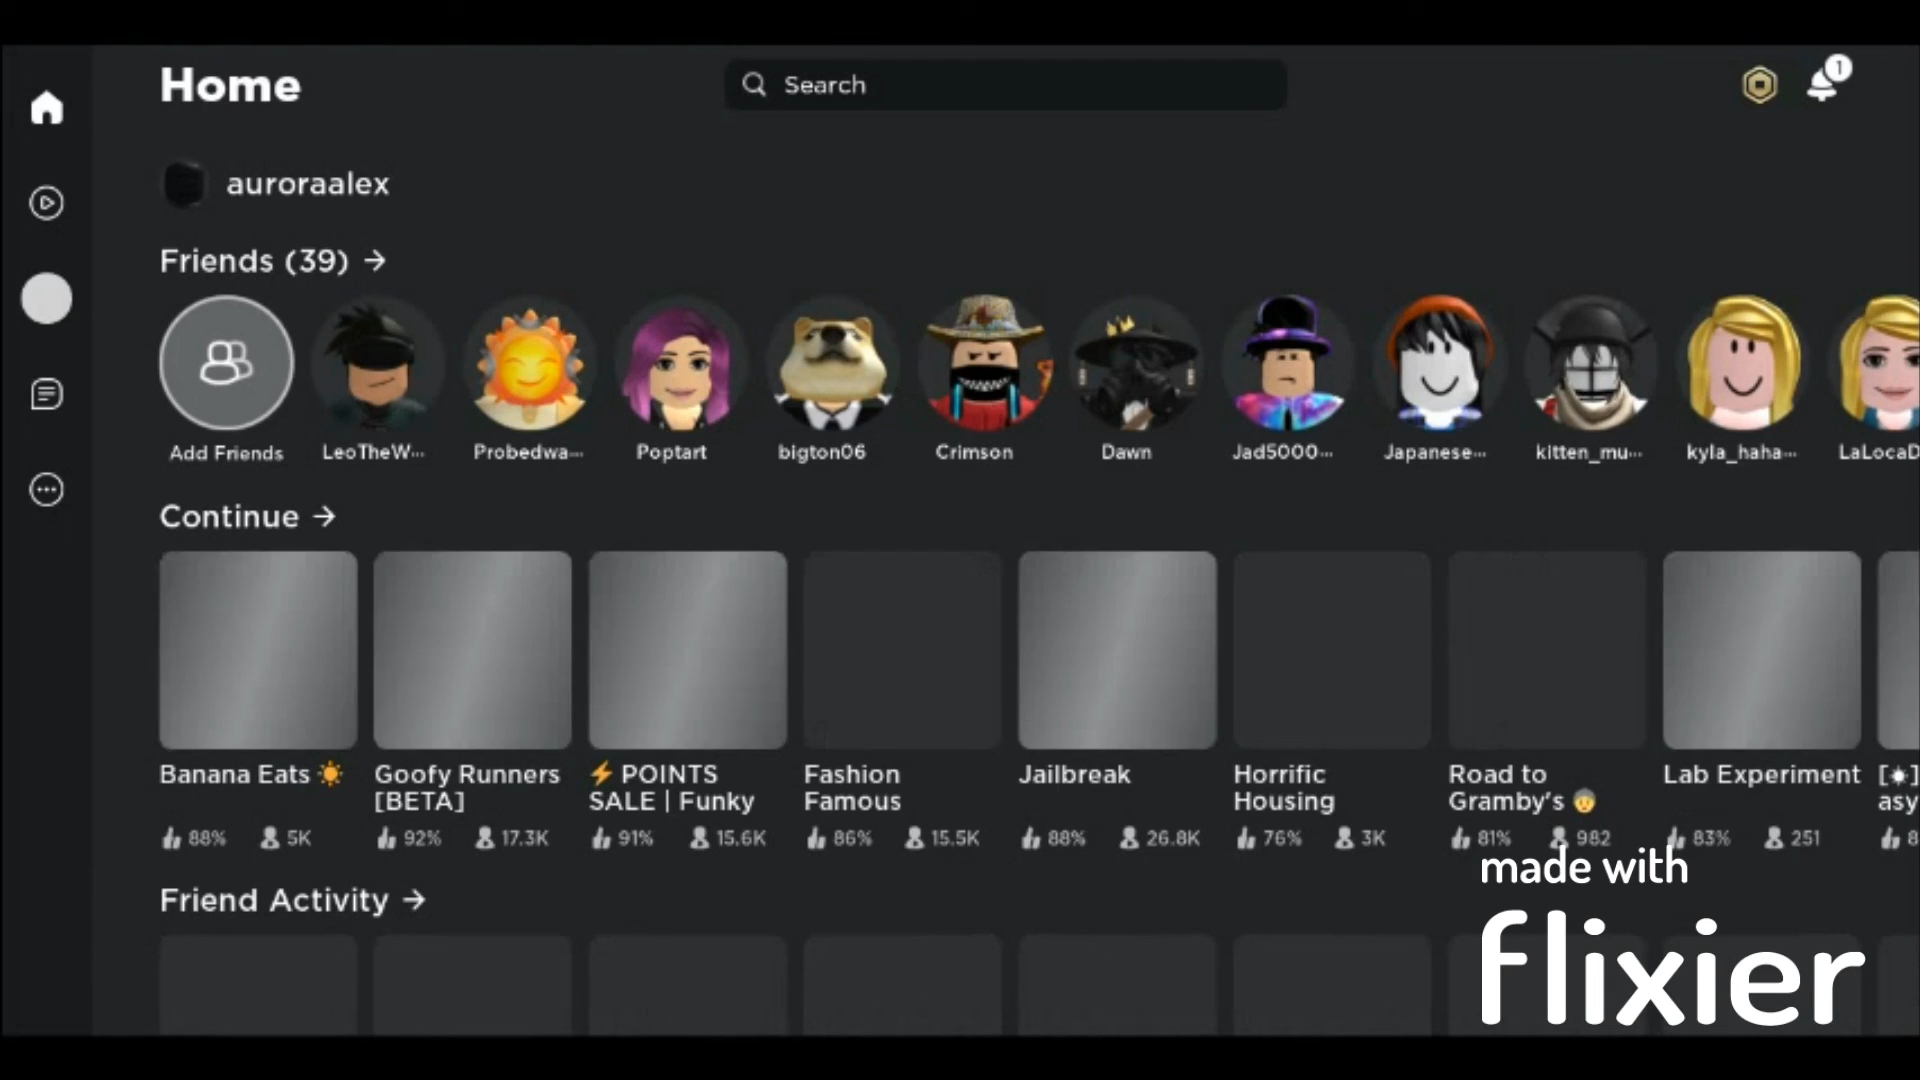 Home
Search
1
auroraalex
Friends (39) →
Add Friends
LeoTheW...
Probedwa...
Poptart
bigton06
Crimson
Dawn
Jad5000...
Japanese...
kitten_mu...
kyla_haha...
LaLocaD
Continue →
Banana Eats ☀️
88% 5K
Goofy Runners
[BETA]
92% 17.3K
⚡ POINTS
SALE | Funky
91% 15.6K
Fashion
Famous
86% 15.5K
Jailbreak
88% 26.8K
Horrific
Housing
76% 3K
Road to
Gramby's 👵
81% 982
Lab Experiment
83% 251
[☀]
asy
8
Friend Activity →
made with
flixier